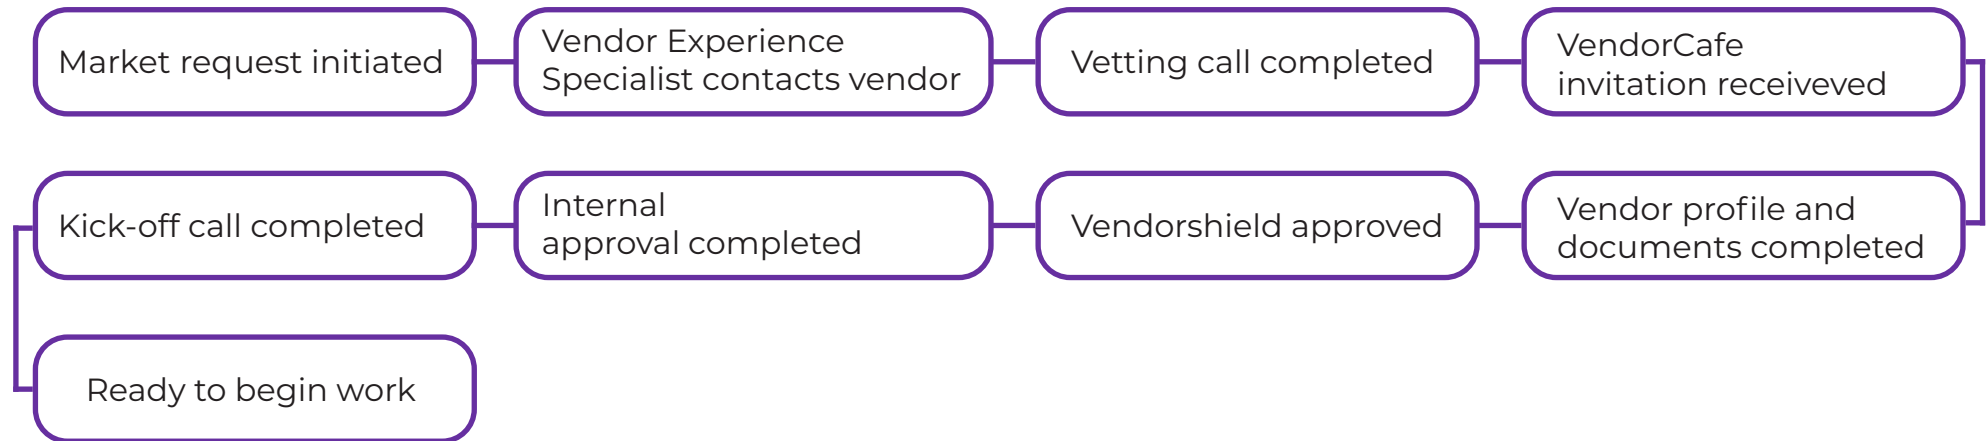 Market request initiated
Vendor Experience
Specialist contacts vendor
Vetting call completed
VendorCafe
invitation receiveved
Vendor profile and
documents completed
Vendorshield approved
Internal
approval completed
Kick-off call completed
Ready to begin work